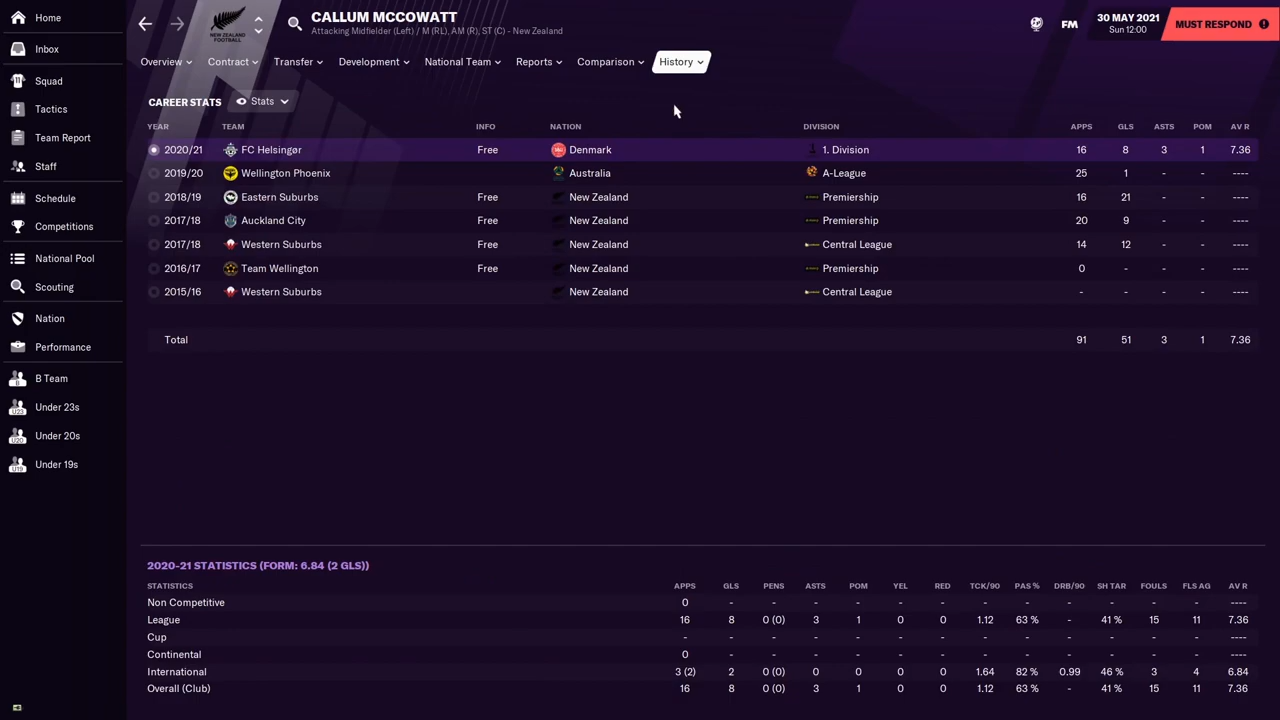 Home
Inbox
Squad
Tactics
Team Report
Staff
Schedule
Competitions
National Pool
Scouting
Nation
Performance
B Team
Under 23s
Under 20s
Under 19s
NEW ZEALAND FOOTBALL
CALLUM MCCOWATT
Attacking Midfielder (Left) / M (RL), AM (R), ST (C) - New Zealand
FM
30 MAY 2021
Sun 12:00
MUST RESPOND
Overview Contract Transfer Development National Team Reports Comparison History
CAREER STATS Stats
YEAR TEAM INFO NATION DIVISION APPS GLS ASTS POM AV R
2020/21 FC Helsingør Free Denmark 1. Division 16 8 3 1 7.36
2019/20 Wellington Phoenix Australia A-League 25 1 - - ----
2018/19 Eastern Suburbs Free New Zealand Premiership 16 21 - - ----
2017/18 Auckland City Free New Zealand Premiership 20 9 - - ----
2017/18 Western Suburbs Free New Zealand Central League 14 12 - - ----
2016/17 Team Wellington Free New Zealand Premiership 0 - - - ----
2015/16 Western Suburbs New Zealand Central League - - - - ----
Total 91 51 3 1 7.36
2020-21 STATISTICS (FORM: 6.84 (2 GLS))
STATISTICS APPS GLS PENS ASTS POM YEL RED TCK/90 PAS % DRB/90 SH TAR FOULS FLS AG AV R
Non Competitive 0 - - - - - - - - - - - - ----
League 16 8 0 (0) 3 1 0 0 1.12 63 % - 41 % 15 11 7.36
Cup - - - - - - - - - - - - - ----
Continental 0 - - - - - - - - - - - - ----
International 3 (2) 2 0 (0) 0 0 0 0 1.64 82 % 0.99 46 % 3 4 6.84
Overall (Club) 16 8 0 (0) 3 1 0 0 1.12 63 % - 41 % 15 11 7.36